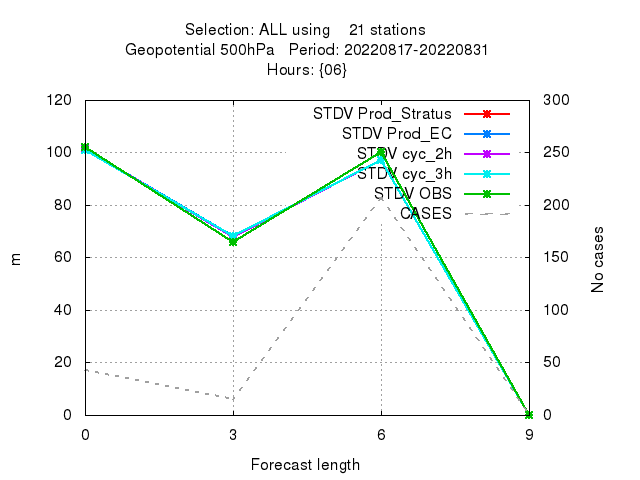 Selection: ALL using 21 stations
Geopotential 500hPa Period: 20220817-20220831
Hours: {06}
120 300
STDV Prod_Stratus
STDV Prod_EC
100 250
STDV cyc_2h
STDV cyc_3h
STDV OBS
80 200
CASES
60 150
m
No cases
40 100
20 50
0 0
0 3 6 9
Forecast length